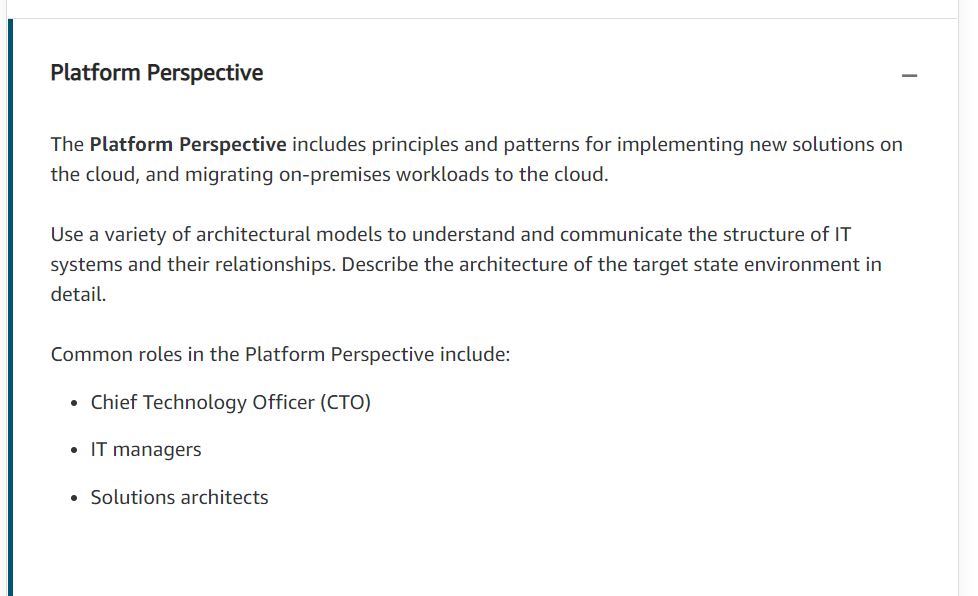 Platform Perspective
The Platform Perspective includes principles and patterns for implementing new solutions on
the cloud, and migrating on-premises workloads to the cloud.
Use a variety of architectural models to understand and communicate the structure of IT
systems and their relationships. Describe the architecture of the target state environment in
detail.
Common roles in the Platform Perspective include:
• Chief Technology Officer (CTO)
• IT managers
• Solutions architects